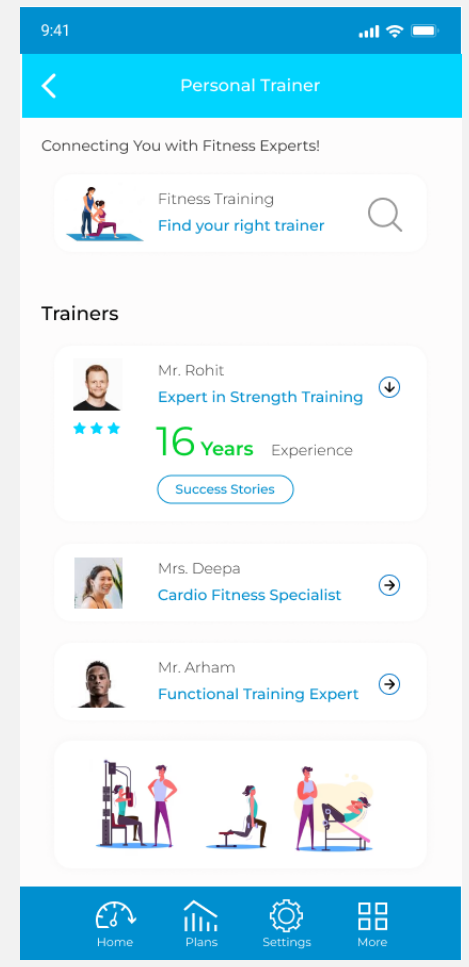 9:41
Personal Trainer
Connecting You with Fitness Experts!
Fitness Training
Find your right trainer
Trainers
Mr. Rohit
Expert in Strength Training
16 Years Experience
Success Stories
Mrs. Deepa
Cardio Fitness Specialist
Mr. Arham
Functional Training Expert
Home Plans Settings More